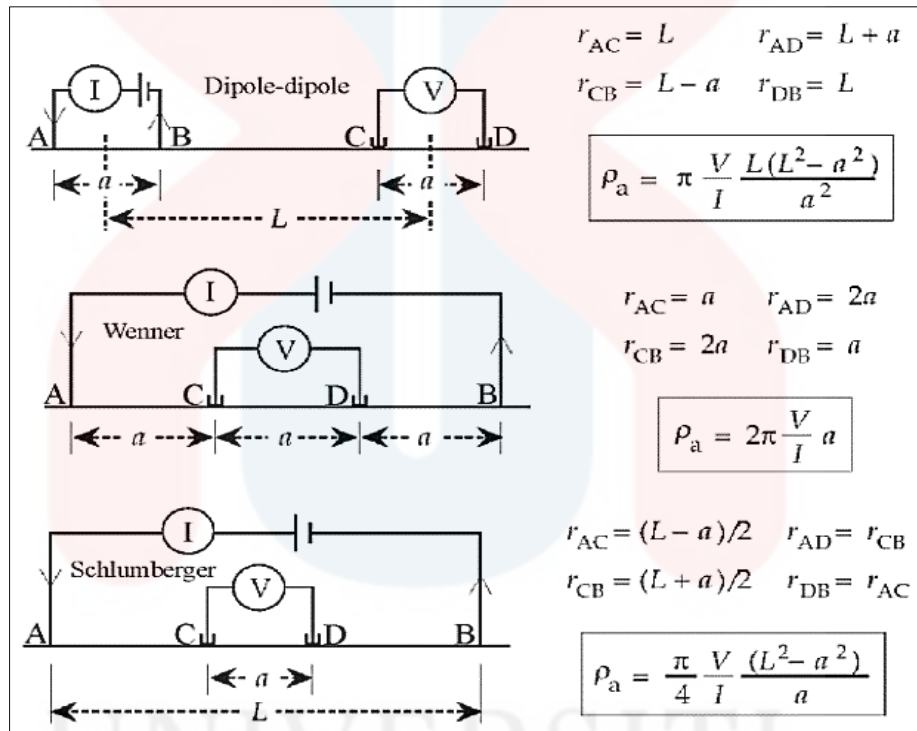 r_AC = L r_AD = L + a
r_CB = L − a r_DB = L
I Dipole-dipole V
A B C D
a a
L
ρ_a = π V/I L(L² − a²)/a²
I
Wenner
V
A C D B
a a a
r_AC = a r_AD = 2a
r_CB = 2a r_DB = a
ρ_a = 2π V/I a
I
Schlumberger
V
A C D B
a
L
r_AC = (L − a)/2 r_AD = r_CB
r_CB = (L + a)/2 r_DB = r_AC
ρ_a = π/4 V/I (L² − a²)/a